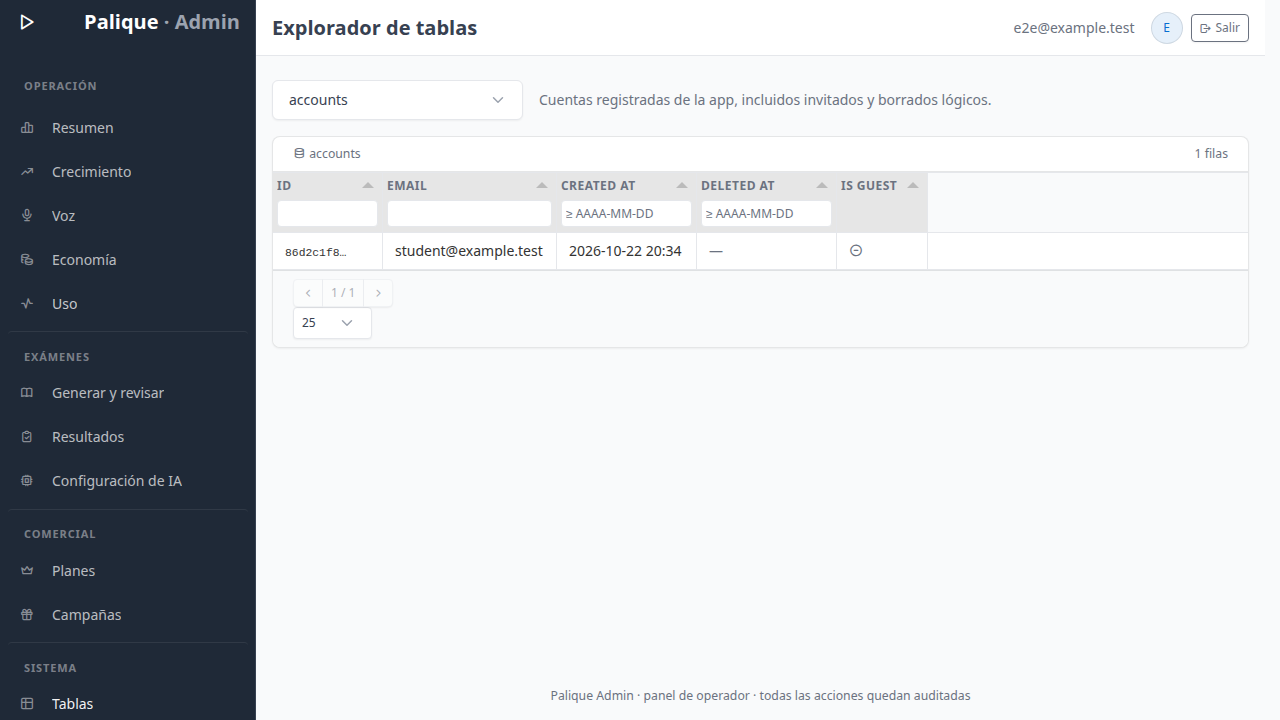 Palique · Admin
OPERACIÓN
Resumen
Crecimiento
Voz
Economía
Uso
EXÁMENES
Generar y revisar
Resultados
Configuración de IA
COMERCIAL
Planes
Campañas
SISTEMA
Tablas
Explorador de tablas
e2e@example.test
E
Salir
accounts
Cuentas registradas de la app, incluidos invitados y borrados lógicos.
accounts
1 filas
ID EMAIL CREATED AT DELETED AT IS GUEST
≥ AAAA-MM-DD ≥ AAAA-MM-DD
86d2c1f8… student@example.test 2026-10-22 20:34 —
1 / 1
25
Palique Admin · panel de operador · todas las acciones quedan auditadas